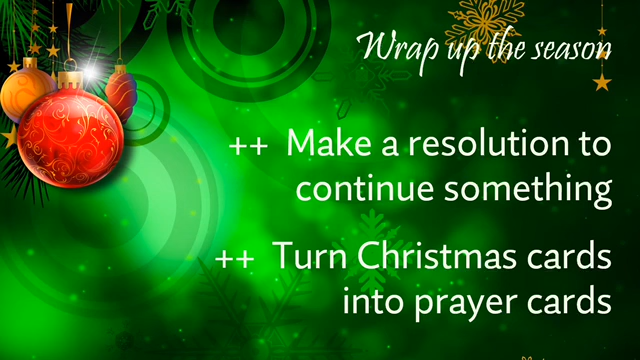 Wrap up the season
++ Make a resolution to
continue something
++ Turn Christmas cards
into prayer cards